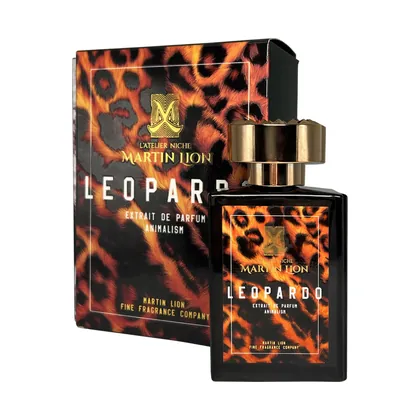 L'ATELIER NICHE
MARTIN LION
LEOPARDO
EXTRAIT DE PARFUM
ANIMALISM
MARTIN LION
FINE FRAGRANCE COMPANY
L'ATELIER NICHE
MARTIN LION
LEOPARDO
EXTRAIT DE PARFUM
ANIMALISM
MARTIN LION
FINE FRAGRANCE COMPANY